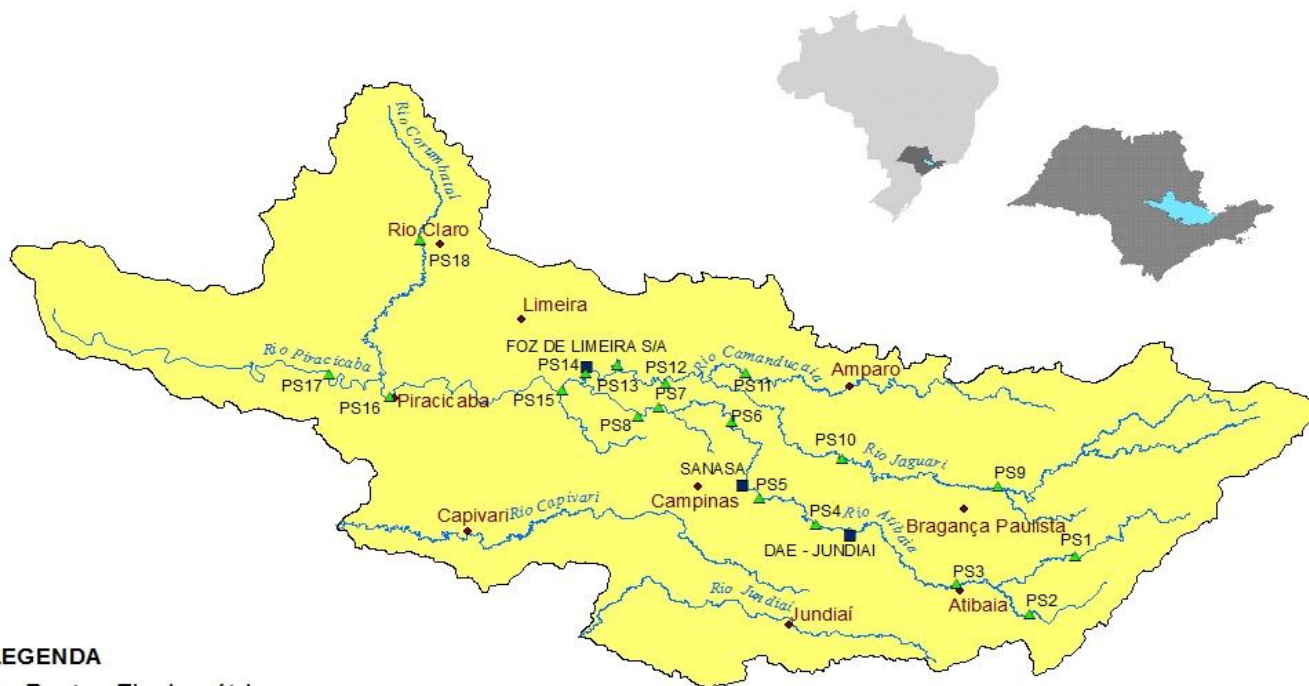 Rio Corumbataí
Rio Claro
PS18
Limeira
FOZ DE LIMEIRA S/A
Rio Piracicaba
PS17
PS16
Piracicaba
PS15
PS14
PS13
PS12
Rio Camanducaia
PS11
Amparo
PS7
PS8
PS6
PS10
Rio Jaguari
PS9
SANASA
Campinas
PS5
PS4
Rio Atibaia
DAE - JUNDIAI
Bragança Paulista
PS1
Capivari
Rio Capivari
PS3
Atibaia
PS2
Rio Jundiaí
Jundiaí
LEGENDA